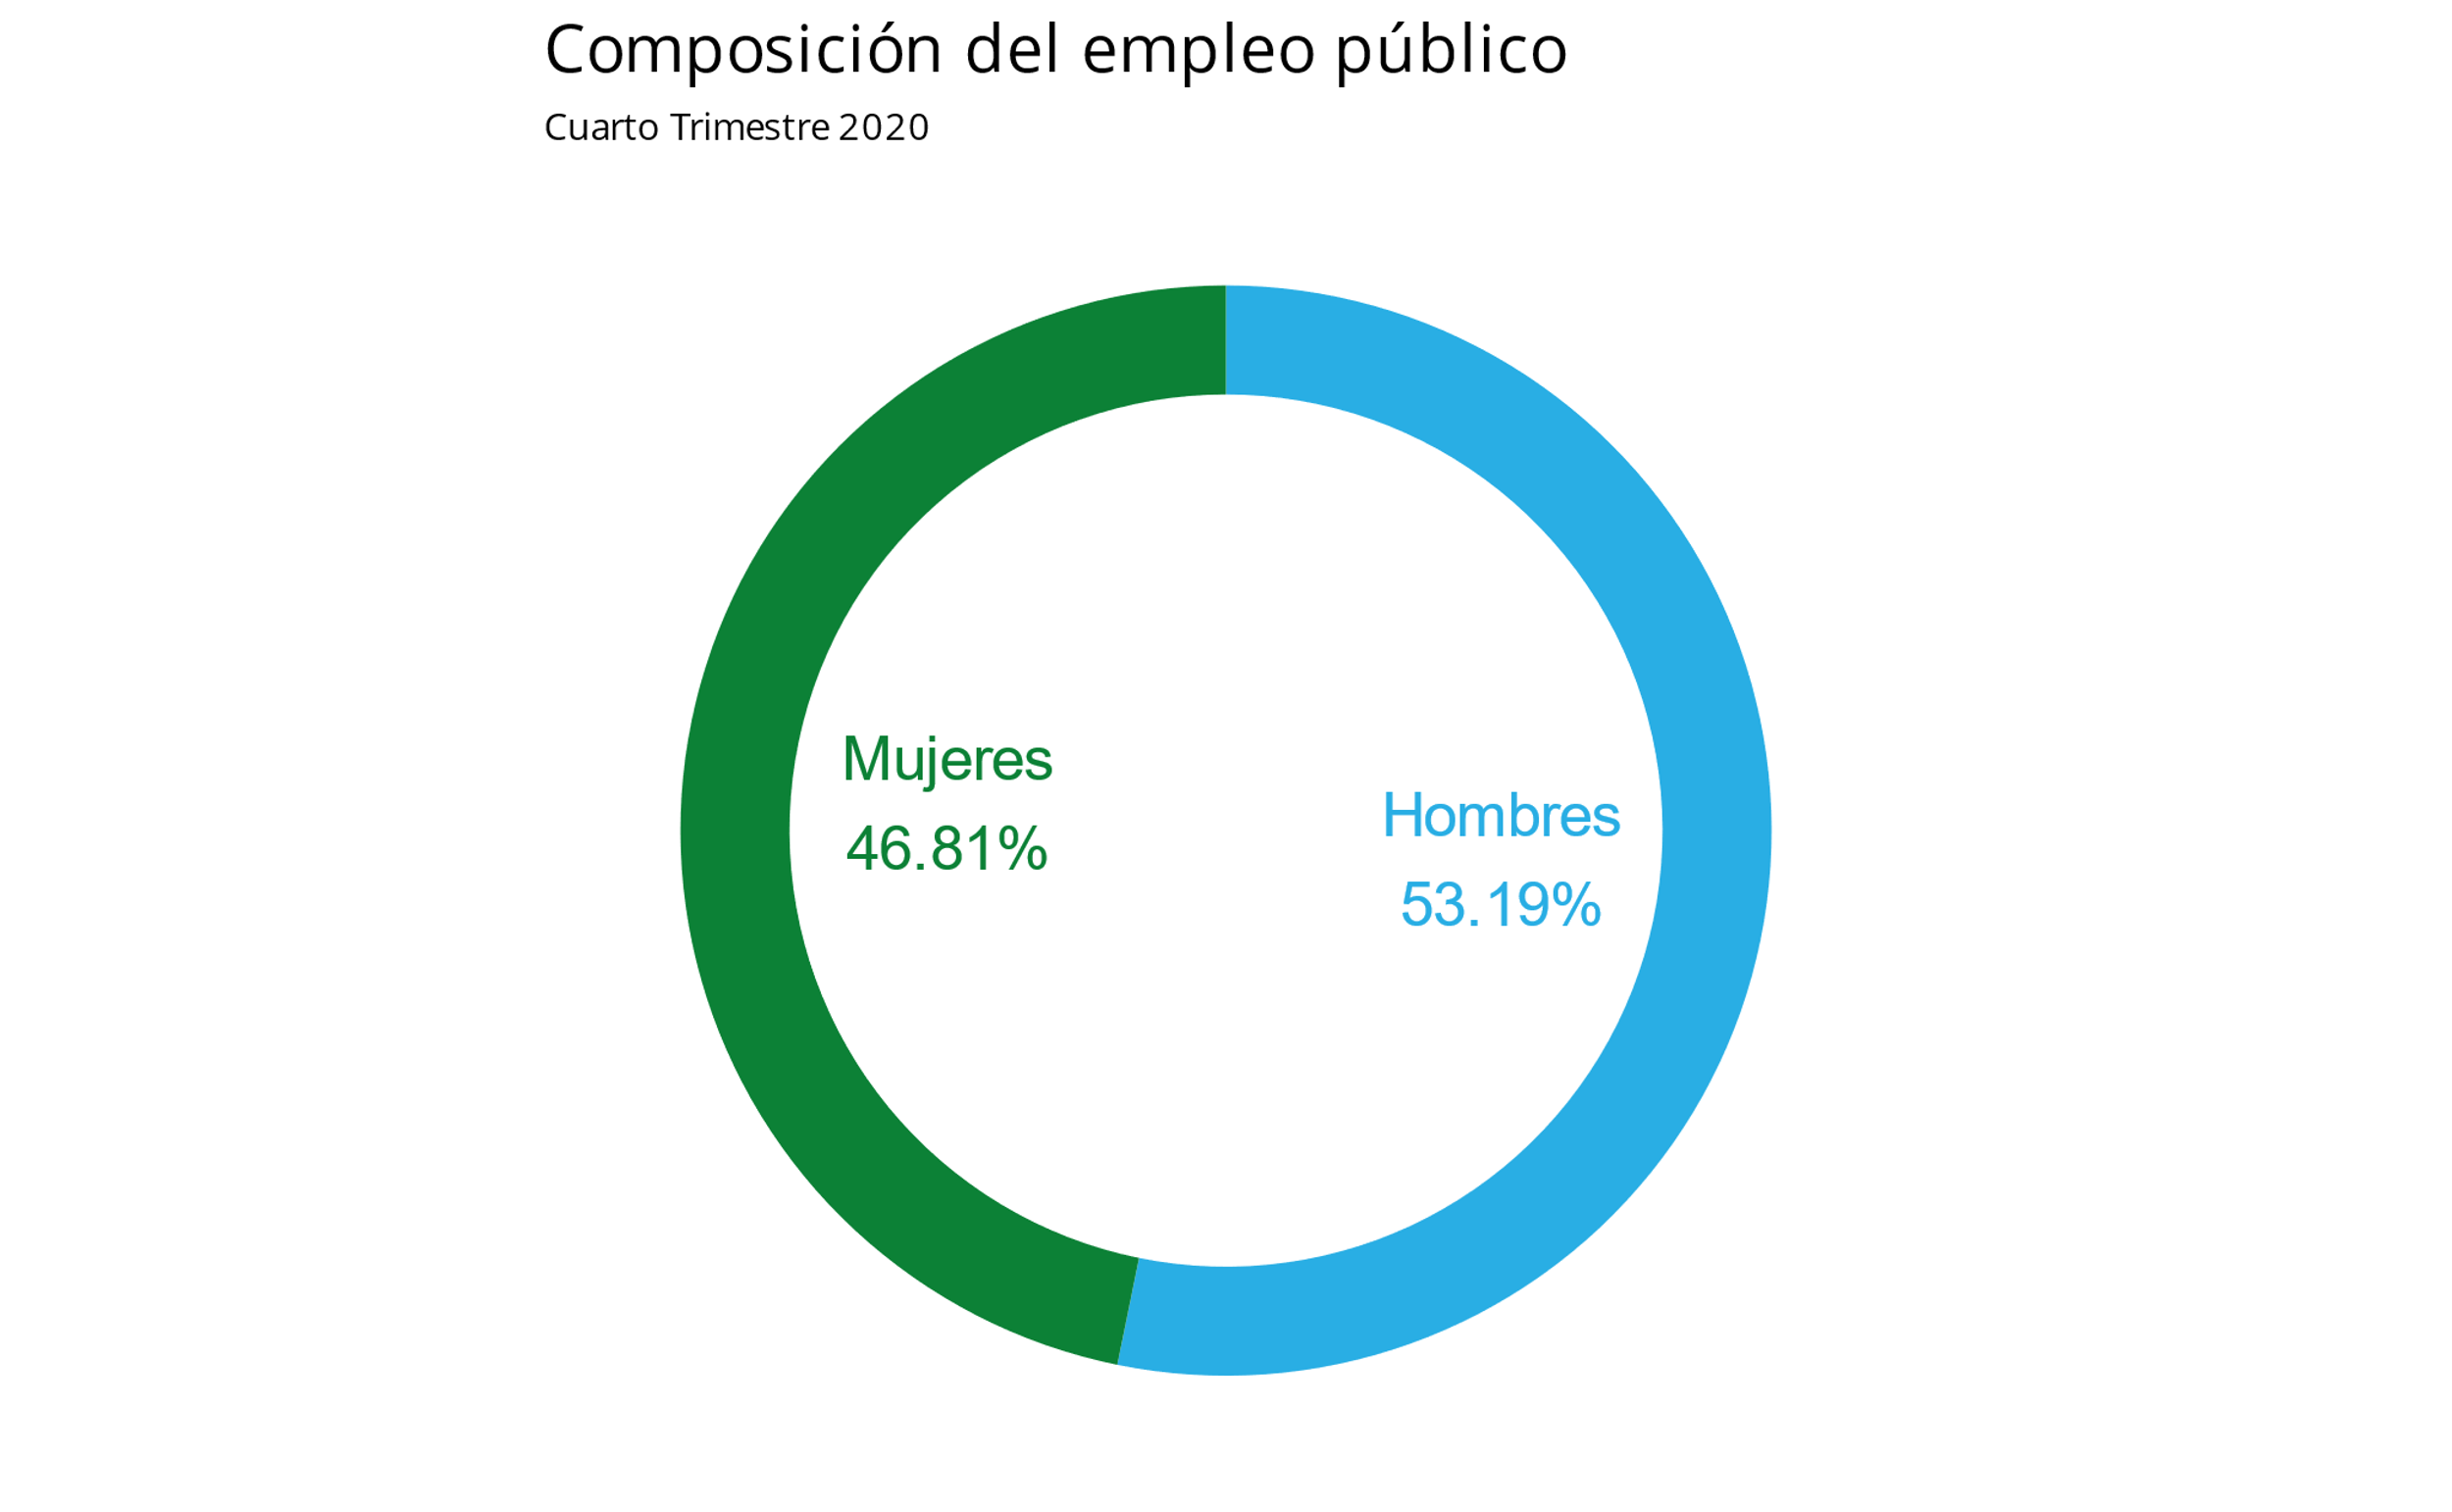 Composición del empleo público
Cuarto Trimestre 2020
Mujeres
46.81%
Hombres
53.19%